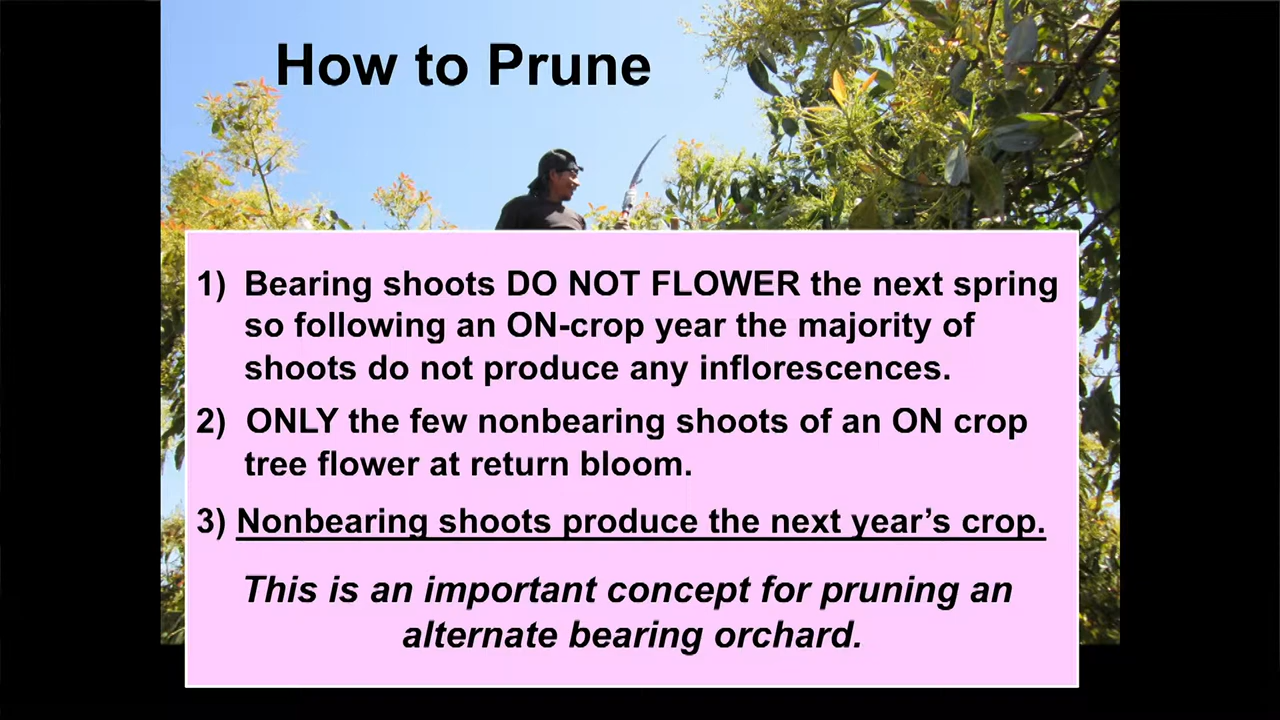 How to Prune
1) Bearing shoots DO NOT FLOWER the next spring
so following an ON-crop year the majority of
shoots do not produce any inflorescences.
2) ONLY the few nonbearing shoots of an ON crop
tree flower at return bloom.
3) Nonbearing shoots produce the next year’s crop.
This is an important concept for pruning an
alternate bearing orchard.